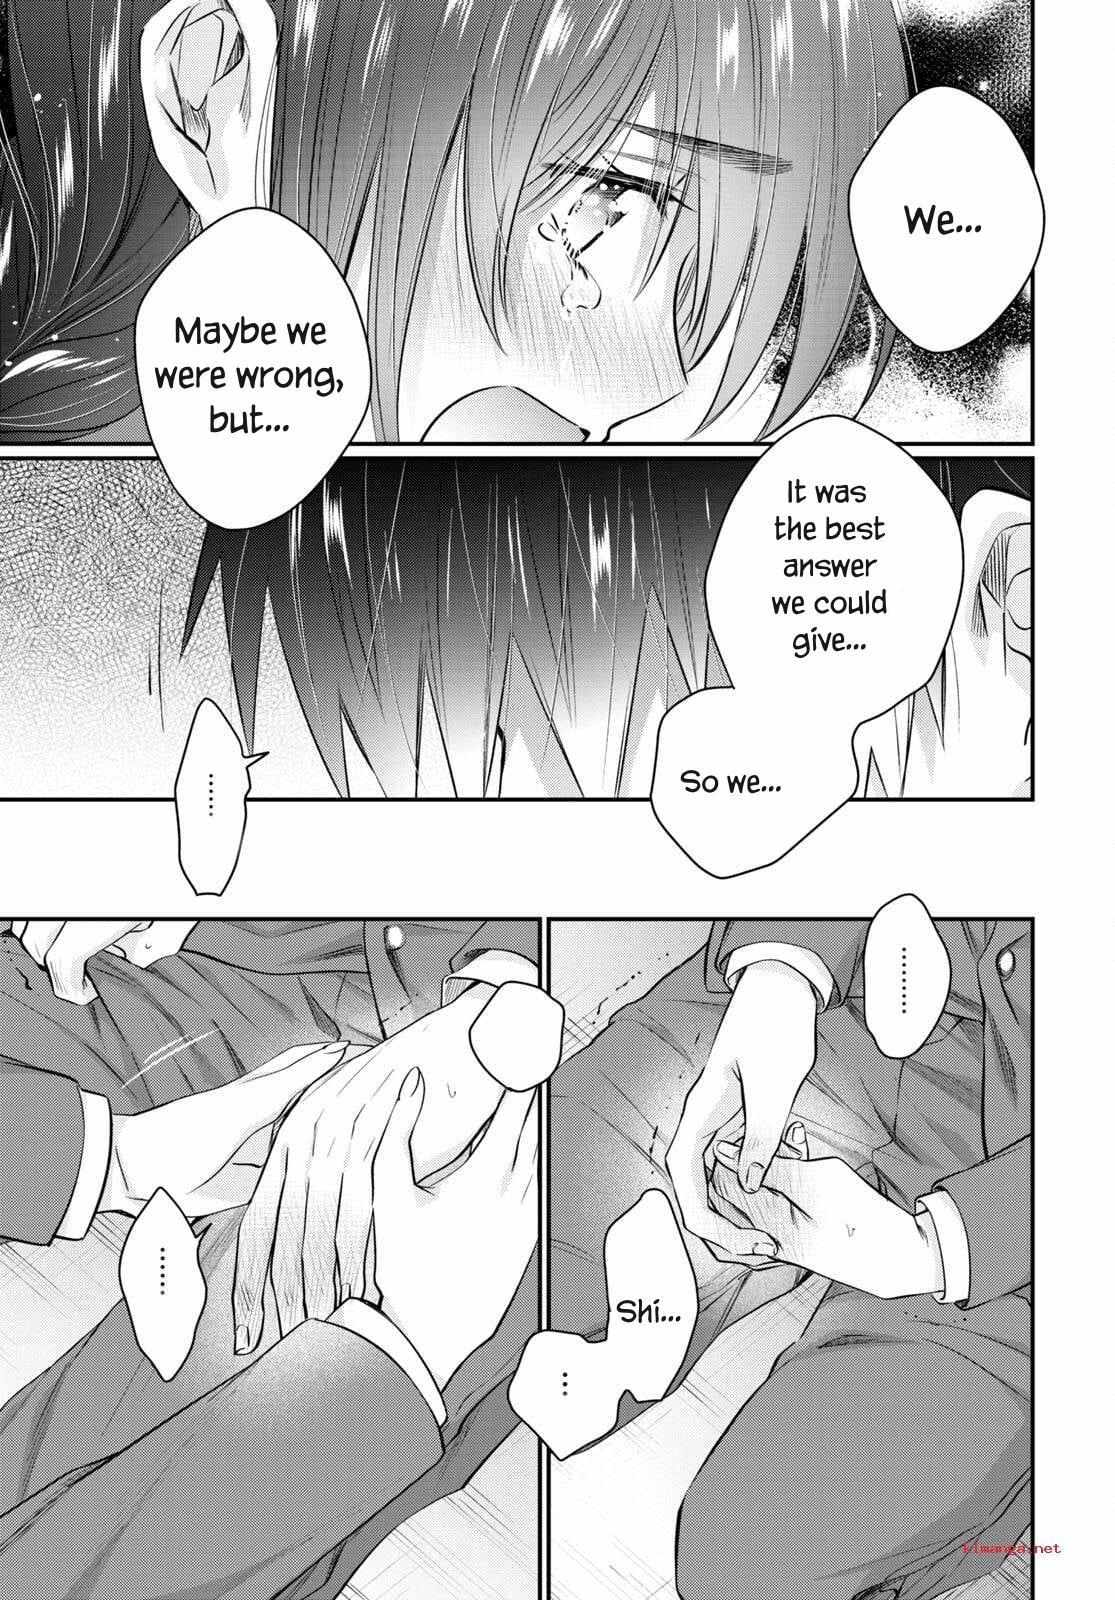 We...
Maybe we
were wrong,
but...
It was
the best
answer
we could
give...
So we...
......
.......
Shi...
...
.....